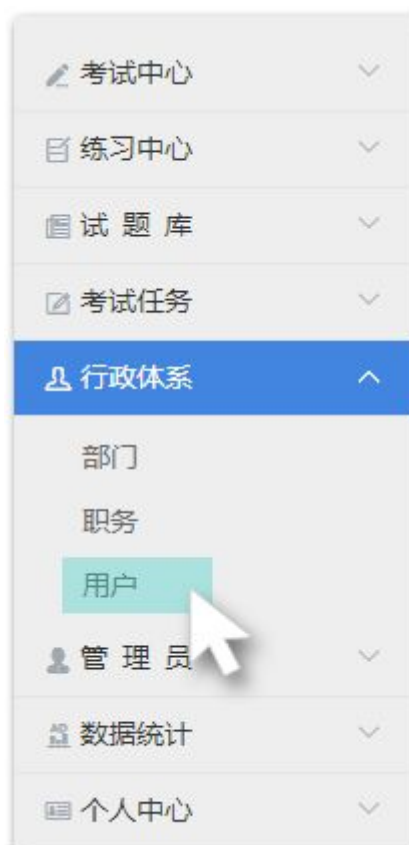 考试中心
练习中心
试 题 库
考试任务
行政体系
部门
职务
用户
管 理 员
数据统计
个人中心